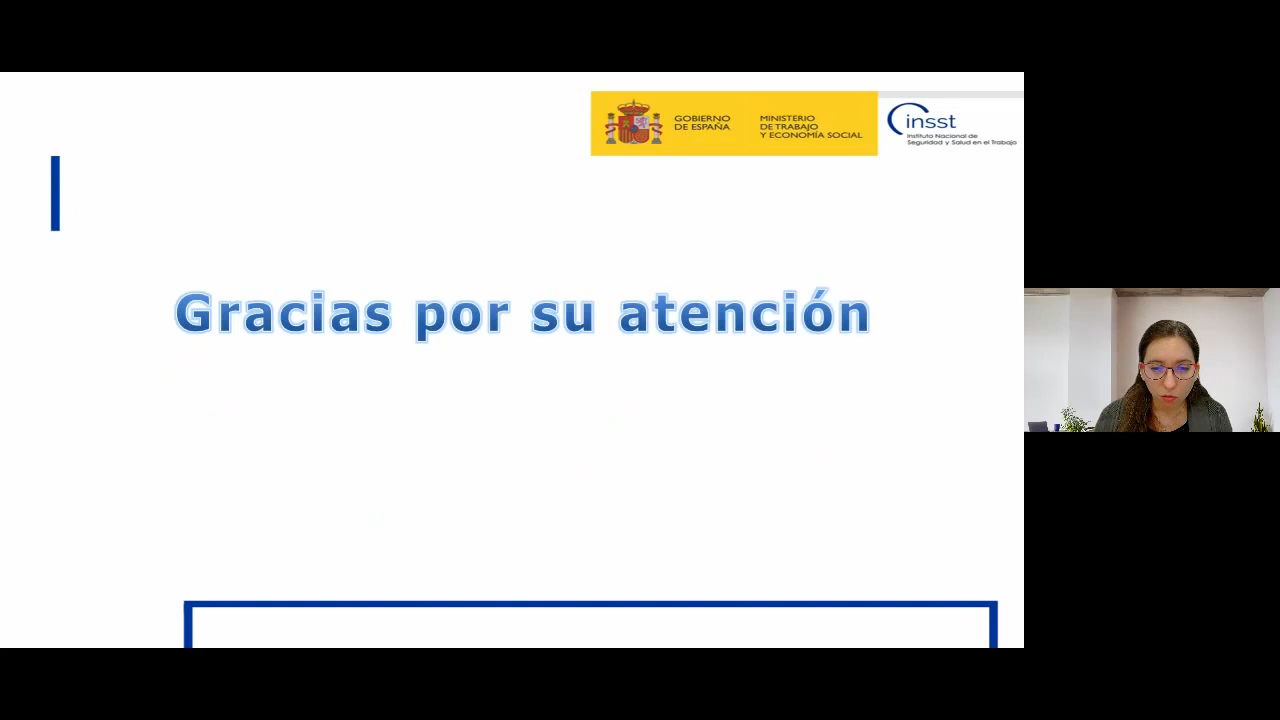 GOBIERNO
DE ESPAÑA
MINISTERIO
DE TRABAJO
Y ECONOMÍA SOCIAL
insst
Instituto Nacional de
Seguridad y Salud en el Trabajo
Gracias por su atención